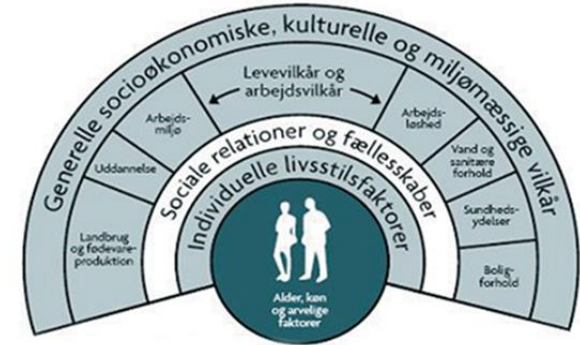 Generelle socioøkonomiske, kulturelle og miljømæssige vilkår
Levevilkår og
arbejdsvilkår
Arbejds-
miljø
Uddannelse
Landbrug
og fødevare-
produktion
Arbejds-
løshed
Vand og
sanitære
forhold
Sundheds-
ydelser
Bolig-
forhold
Sociale relationer og fællesskaber
Individuelle livsstilsfaktorer
Alder, køn
og arvelige
faktorer